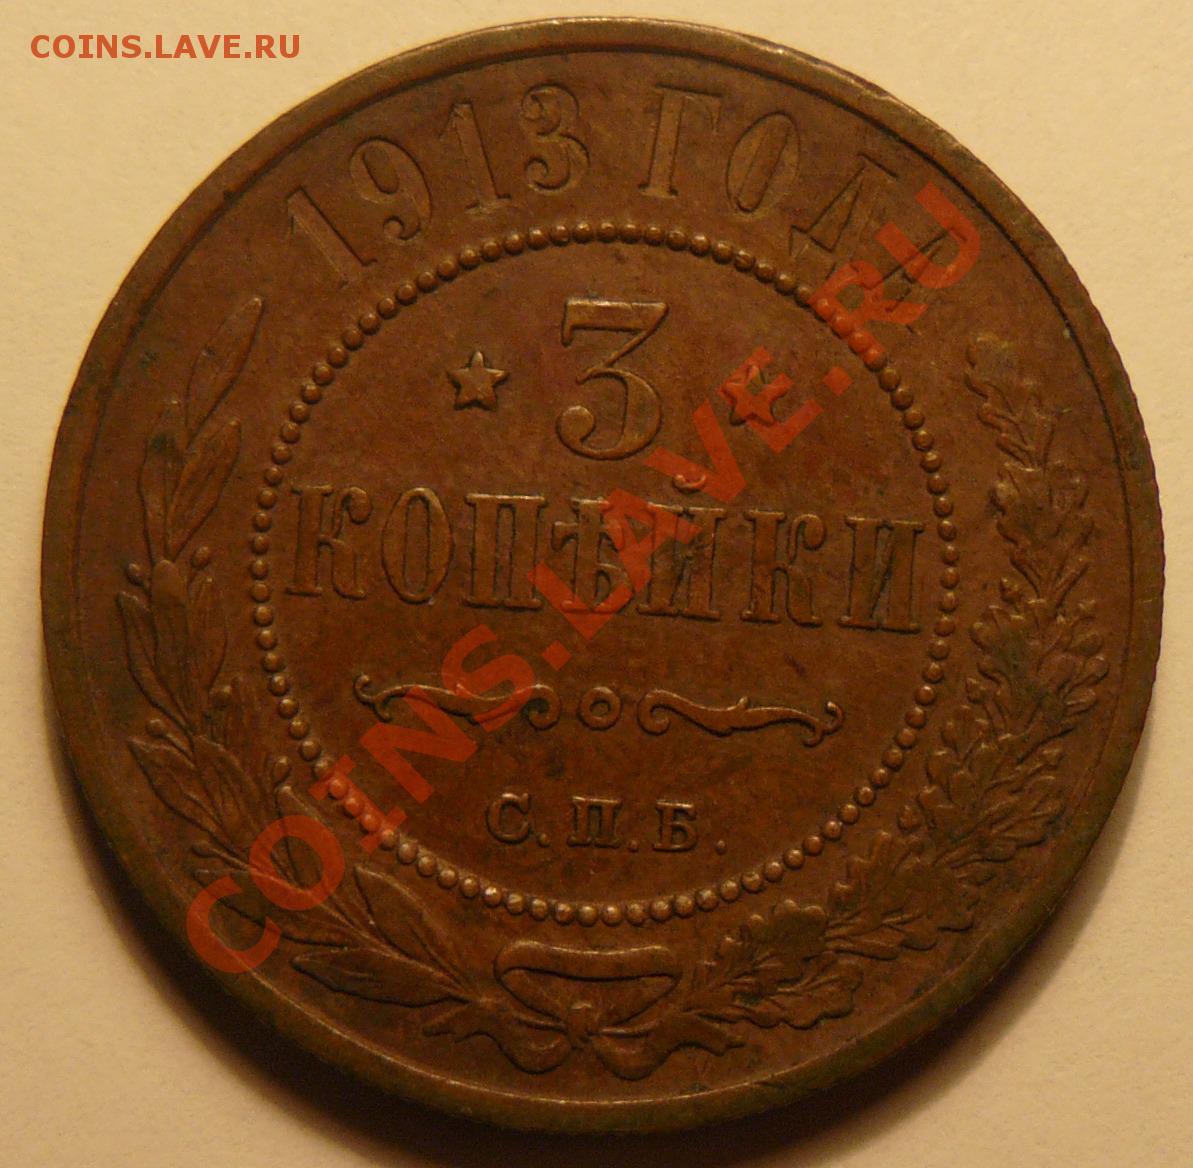 COINS.LAVE.RU
1913 ГОДА
3
КОПѢЙКИ
С.П.Б.
COINS.LAVE.RU